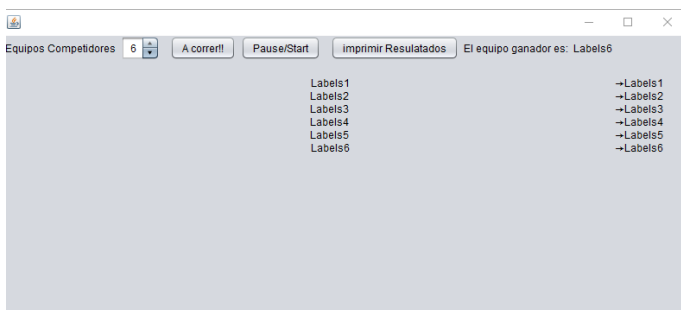 Equipos Competidores 6 A correr!! Pause/Start imprimir Resulatados El equipo ganador es: Labels6
Labels1 →Labels1
Labels2 →Labels2
Labels3 →Labels3
Labels4 →Labels4
Labels5 →Labels5
Labels6 →Labels6